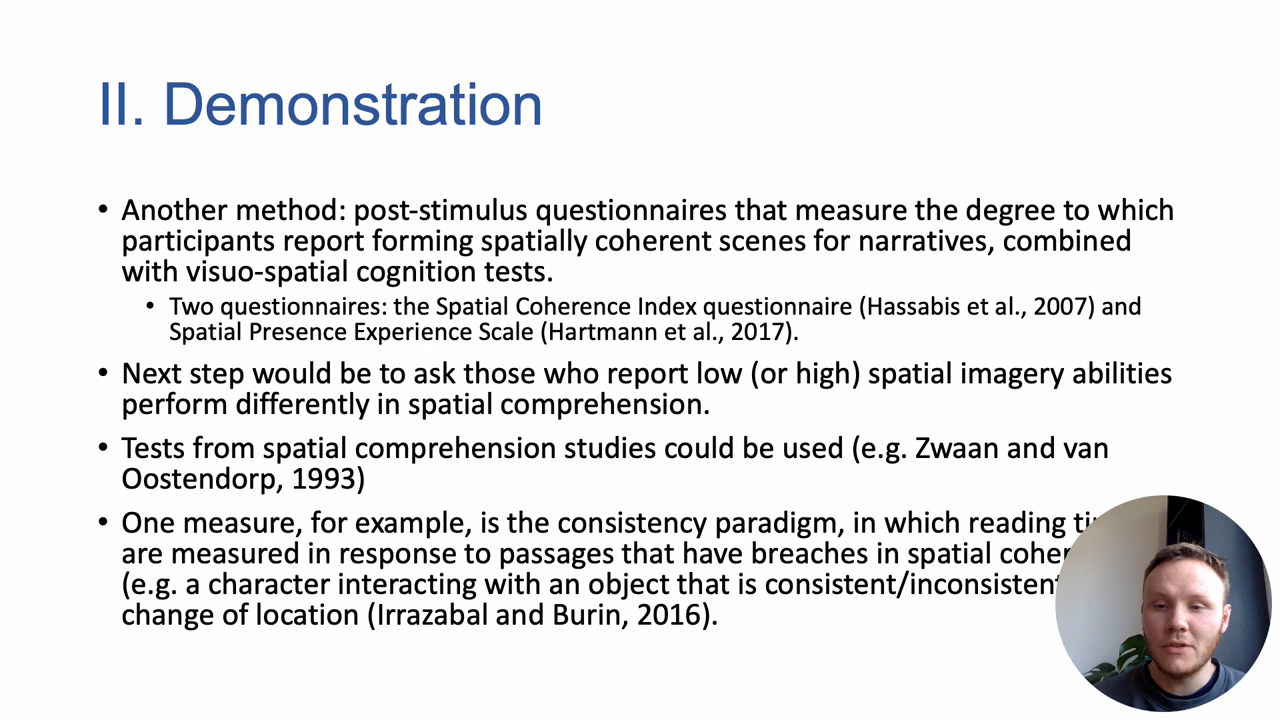 II. Demonstration
• Another method: post-stimulus questionnaires that measure the degree to which
participants report forming spatially coherent scenes for narratives, combined
with visuo-spatial cognition tests.
• Two questionnaires: the Spatial Coherence Index questionnaire (Hassabis et al., 2007) and
Spatial Presence Experience Scale (Hartmann et al., 2017).
• Next step would be to ask those who report low (or high) spatial imagery abilities
perform differently in spatial comprehension.
• Tests from spatial comprehension studies could be used (e.g. Zwaan and van
Oostendorp, 1993)
• One measure, for example, is the consistency paradigm, in which reading
are measured in response to passages that have breaches in spatial
(e.g. a character interacting with an object that is consistent/inconsistent
change of location (Irrazabal and Burin, 2016).